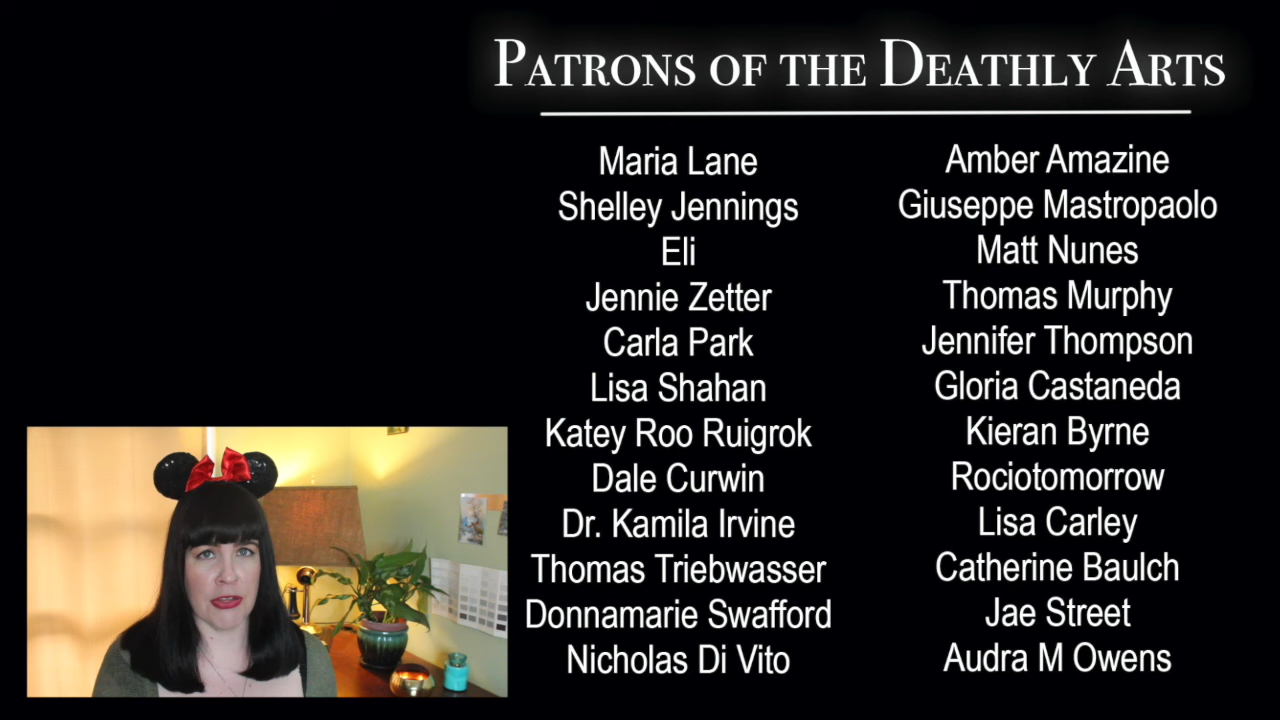 PATRONS OF THE DEATHLY ARTS
Maria Lane
Shelley Jennings
Eli
Jennie Zetter
Carla Park
Lisa Shahan
Katey Roo Ruigrok
Dale Curwin
Dr. Kamila Irvine
Thomas Triebwasser
Donnamarie Swafford
Nicholas Di Vito
Amber Amazine
Giuseppe Mastropaolo
Matt Nunes
Thomas Murphy
Jennifer Thompson
Gloria Castaneda
Kieran Byrne
Rociotomorrow
Lisa Carley
Catherine Baulch
Jae Street
Audra M Owens